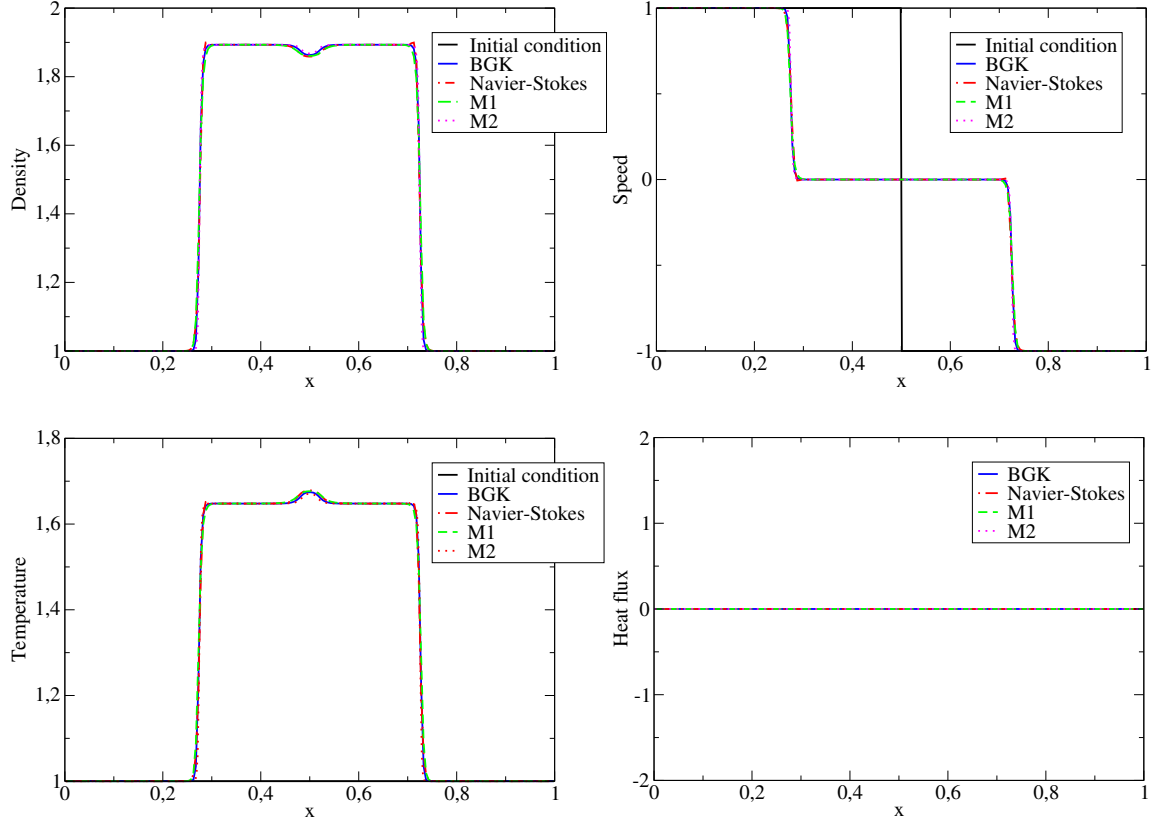 2
1,8
1,6
1,4
1,2
1
Density
0
0,2
0,4
0,6
0,8
1
x
Initial condition
BGK
Navier-Stokes
M1
M2
1
0
-1
Speed
0
0,2
0,4
0,6
0,8
1
x
Initial condition
BGK
Navier-Stokes
M1
M2
1,8
1,6
1,4
1,2
1
Temperature
0
0,2
0,4
0,6
0,8
1
x
Initial condition
BGK
Navier-Stokes
M1
M2
2
1
0
-1
-2
Heat flux
0
0,2
0,4
0,6
0,8
1
x
BGK
Navier-Stokes
M1
M2